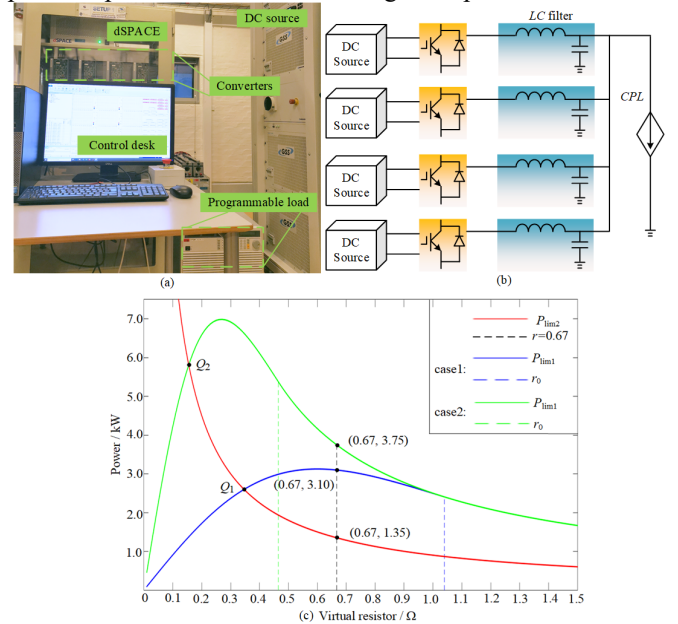 DC source
dSPACE
Converters
Control desk
Programmable load
(a)
LC filter
DC
Source
DC
Source
DC
Source
DC
Source
CPL
(b)
7.0
6.0
5.0
4.0
3.0
2.0
1.0
Power / kW
Q2
Q1
(0.67, 3.75)
(0.67, 3.10)
(0.67, 1.35)
Plim2
r=0.67
case1:
Plim1
r0
case2:
Plim1
r0
0 0.1 0.2 0.3 0.4 0.5 0.6 0.7 0.8 0.9 1.0 1.1 1.2 1.3 1.4 1.5
(c) Virtual resistor / Ω